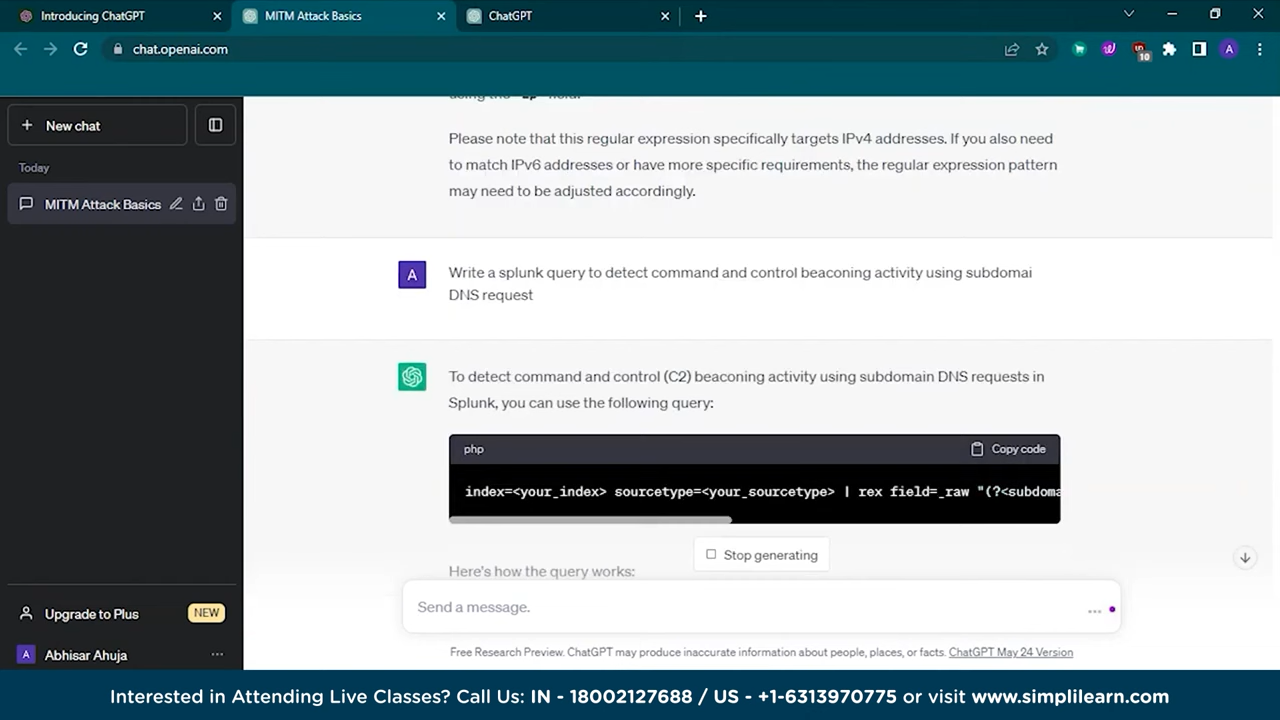 Introducing ChatGPT
MITM Attack Basics
ChatGPT
chat.openai.com
10
A
New chat
Today
MITM Attack Basics
Upgrade to Plus
NEW
A
Abhisar Ahuja
Please note that this regular expression specifically targets IPv4 addresses. If you also need
to match IPv6 addresses or have more specific requirements, the regular expression pattern
may need to be adjusted accordingly.
A
Write a splunk query to detect command and control beaconing activity using subdomai
DNS request
To detect command and control (C2) beaconing activity using subdomain DNS requests in
Splunk, you can use the following query:
php
Copy code
index=<your_index> sourcetype=<your_sourcetype> | rex field=_raw "(?<subdoma
Stop generating
Here's how the query works:
Send a message.
Free Research Preview. ChatGPT may produce inaccurate information about people, places, or facts. ChatGPT May 24 Version
Interested in Attending Live Classes? Call Us: IN - 18002127688 / US - +1-6313970775 or visit www.simplilearn.com